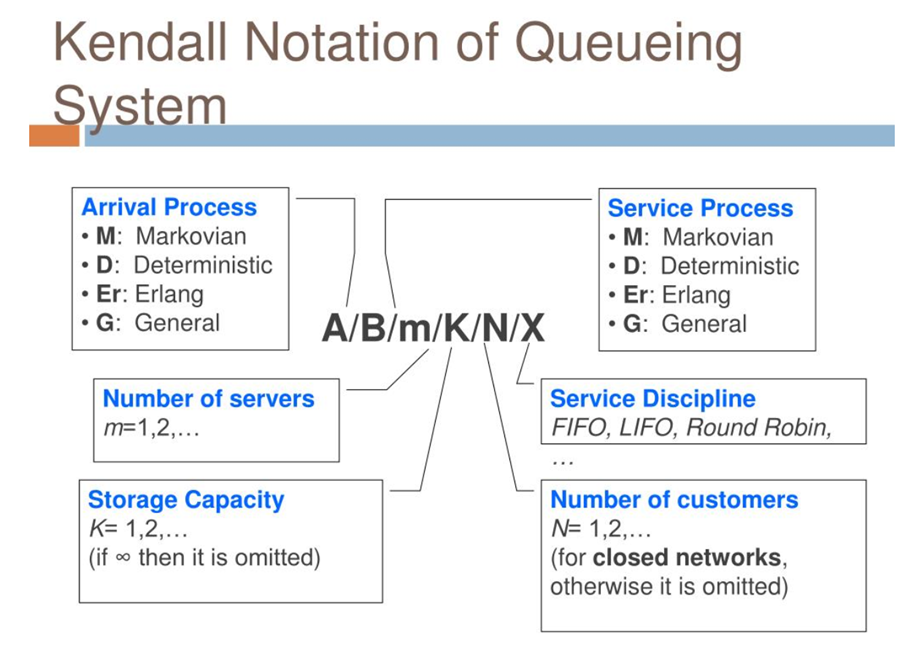 Kendall Notation of Queueing
System
Arrival Process
• M: Markovian
• D: Deterministic
• Er: Erlang
• G: General
Service Process
• M: Markovian
• D: Deterministic
• Er: Erlang
• G: General
A/B/m/K/N/X
Number of servers
m=1,2,…
Service Discipline
FIFO, LIFO, Round Robin,
…
Storage Capacity
K= 1,2,…
(if ∞ then it is omitted)
Number of customers
N= 1,2,…
(for closed networks,
otherwise it is omitted)